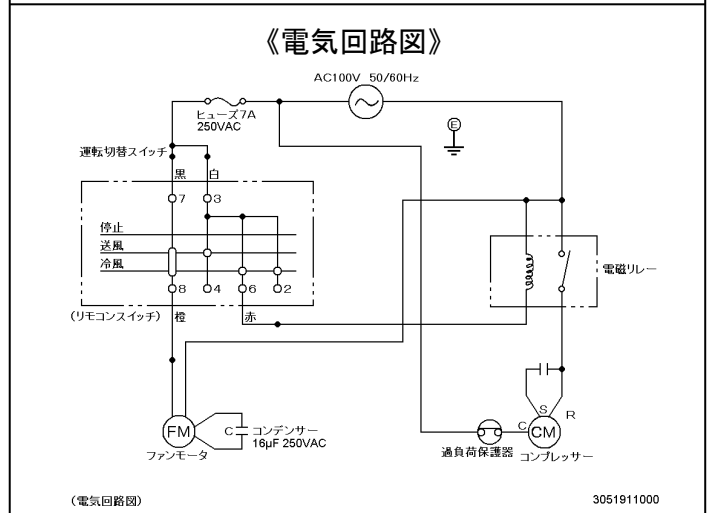 《電気回路図》
AC100V 50/60Hz
ヒューズ7A
250VAC
E
運転切替スイッチ
黒
白
7
3
停止
送風
冷風
8
4
6
2
電磁リレー
(リモコンスイッチ)
橙
赤
S
R
C
FM
C
コンデンサー
16μF 250VAC
CM
ファンモータ
過負荷保護器
コンプレッサー
(電気回路図)
3051911000